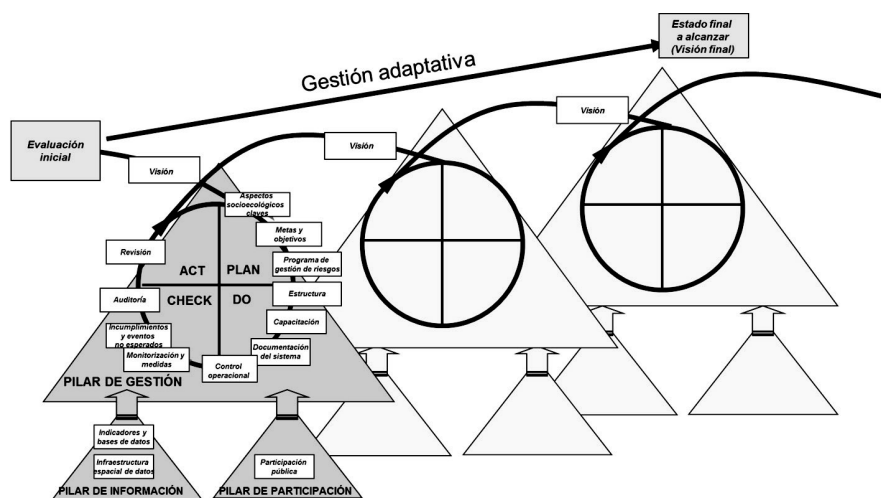 Estado final
a alcanzar
(Visión final)
Gestión adaptativa
Evaluación
inicial
Visión
Visión
Visión
Aspectos
socioecológicos
claves
Metas y
objetivos
Programa de
gestión de riesgos
Estructura
Capacitación
Documentación
del sistema
Control
operacional
Monitorización y
medidas
Incumplimientos
y eventos
no esperados
Auditoría
Revisión
ACT
PLAN
CHECK
DO
PILAR DE GESTIÓN
Indicadores y
bases de datos
Infraestructura
espacial de datos
PILAR DE INFORMACIÓN
Participación
pública
PILAR DE PARTICIPACIÓN